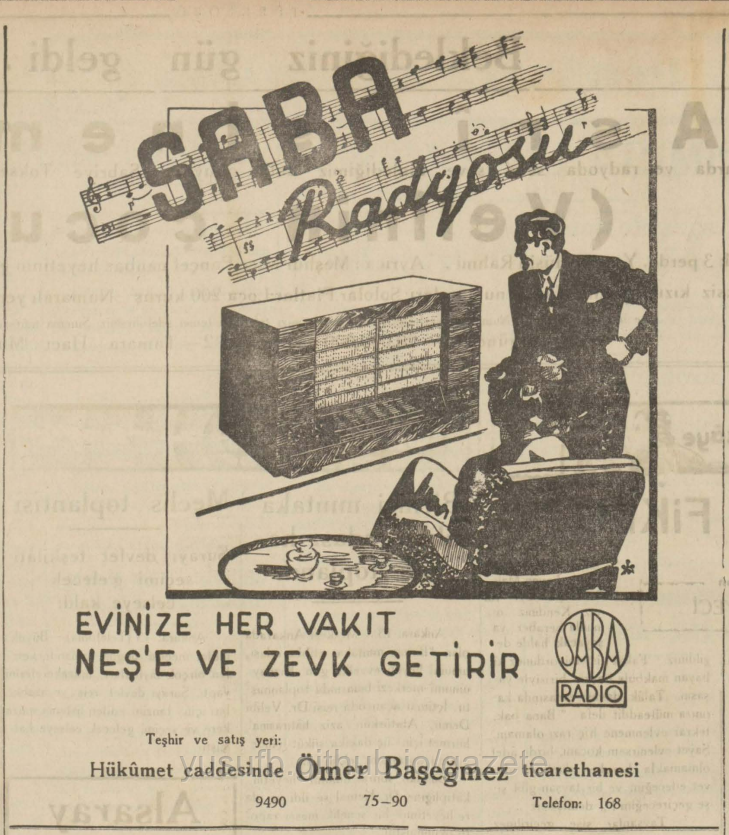 SABA
Radyosu
EVİNİZE HER VAKIT
NEŞ'E VE ZEVK GETİRİR
SABA
RADIO
Teşhir ve satış yeri:
Hükûmet caddesinde Ömer Başeğmez ticarethanesi
yusufb.github.io/gazete
9490 75-90 Telefon: 168